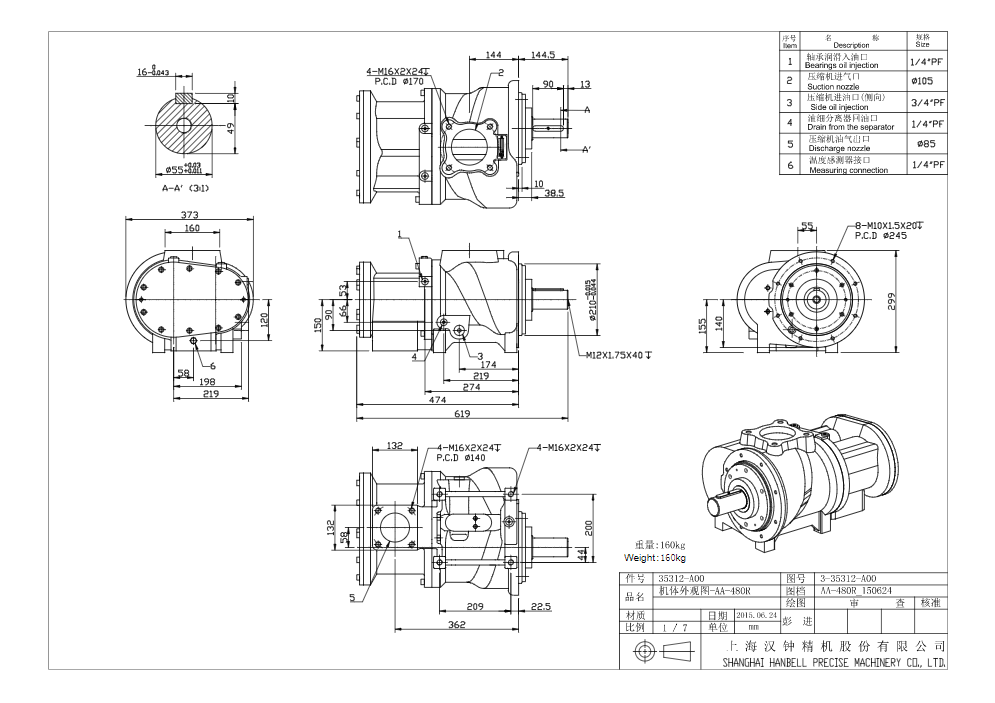 序号 名 称 规格
Item Description Size
1 轴承润滑入油口 1/4"PF
Bearings oil injection
2 压缩机进气口 ø105
Suction nozzle
3 压缩机进油口(侧向) 3/4"PF
Side oil injection
4 油细分离器回油口 1/4"PF
Drain from the separator
5 压缩机油气出口 ø85
Discharge nozzle
6 温度感测器接口 1/4"PF
Measuring connection
16 0 -0.043
10
49
ø55 +0.03 +0.011
A-A' (3:1)
144 144.5
4-M16X2X24↧
P.C.D ø170
2
90 13
A
A'
10
38.5
373
160
120
6
58
198
219
1
53
66
90
150
ø210 -0.015 -0.044
M12X1.75X40↧
4
3
174
219
274
474
619
55
8-M10X1.5X20↧
P.C.D ø245
299
155
140
132
4-M16X2X24↧
P.C.D ø140
4-M16X2X24↧
132
58
200
44
5
209 22.5
362
重量:160kg
Weight:160kg
件号 35312-A00 图号 3-35312-A00
品名 机体外观图-AA-480R 图档 AA-480R_150624
绘图 审 查 核准
材质 日期 2015.06.24 彭 进
比例 1 / 7 单位 mm
上海汉钟精机股份有限公司
SHANGHAI HANBELL PRECISE MACHINERY CO., LTD.